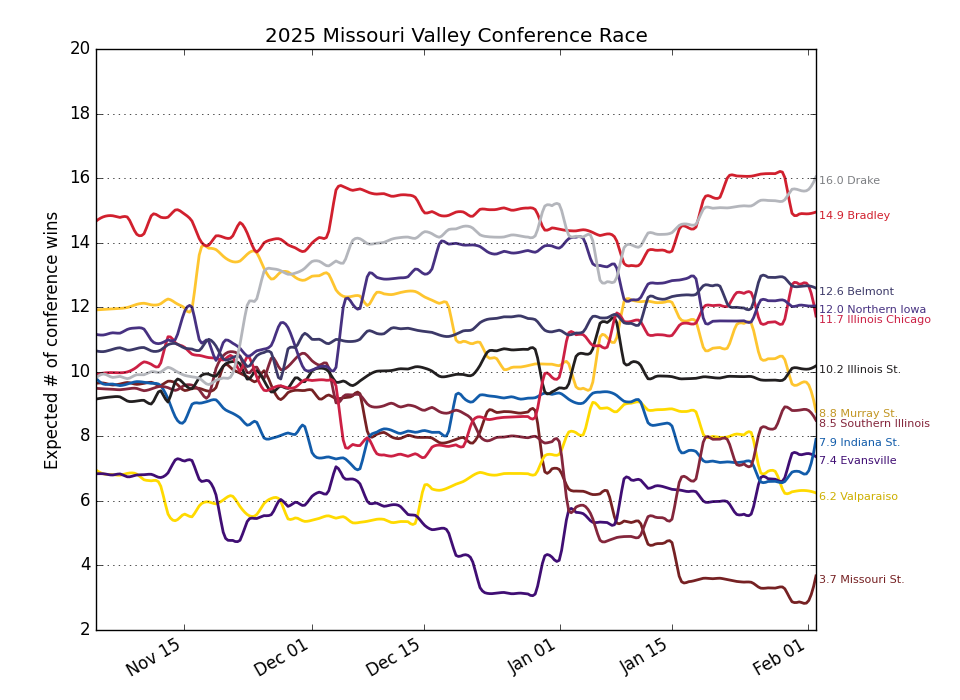 2025 Missouri Valley Conference Race
Expected # of conference wins
20
18
16
14
12
10
8
6
4
2
16.0 Drake
14.9 Bradley
12.6 Belmont
12.0 Northern Iowa
11.7 Illinois Chicago
10.2 Illinois St.
8.8 Murray St.
8.5 Southern Illinois
7.9 Indiana St.
7.4 Evansville
6.2 Valparaiso
3.7 Missouri St.
Nov 15
Dec 01
Dec 15
Jan 01
Jan 15
Feb 01